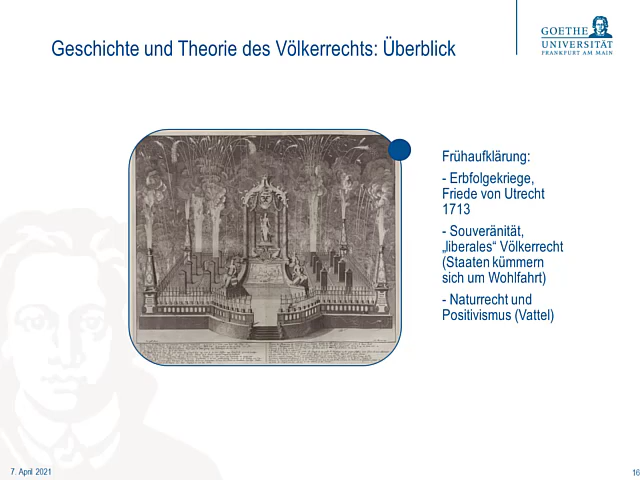 Geschichte und Theorie des Völkerrechts: Überblick
GOETHE
UNIVERSITÄT
FRANKFURT AM MAIN
Frühaufklärung:
- Erbfolgekriege,
Friede von Utrecht
1713
- Souveränität,
„liberales“ Völkerrecht
(Staaten kümmern
sich um Wohlfahrt)
- Naturrecht und
Positivismus (Vattel)
7. April 2021
16